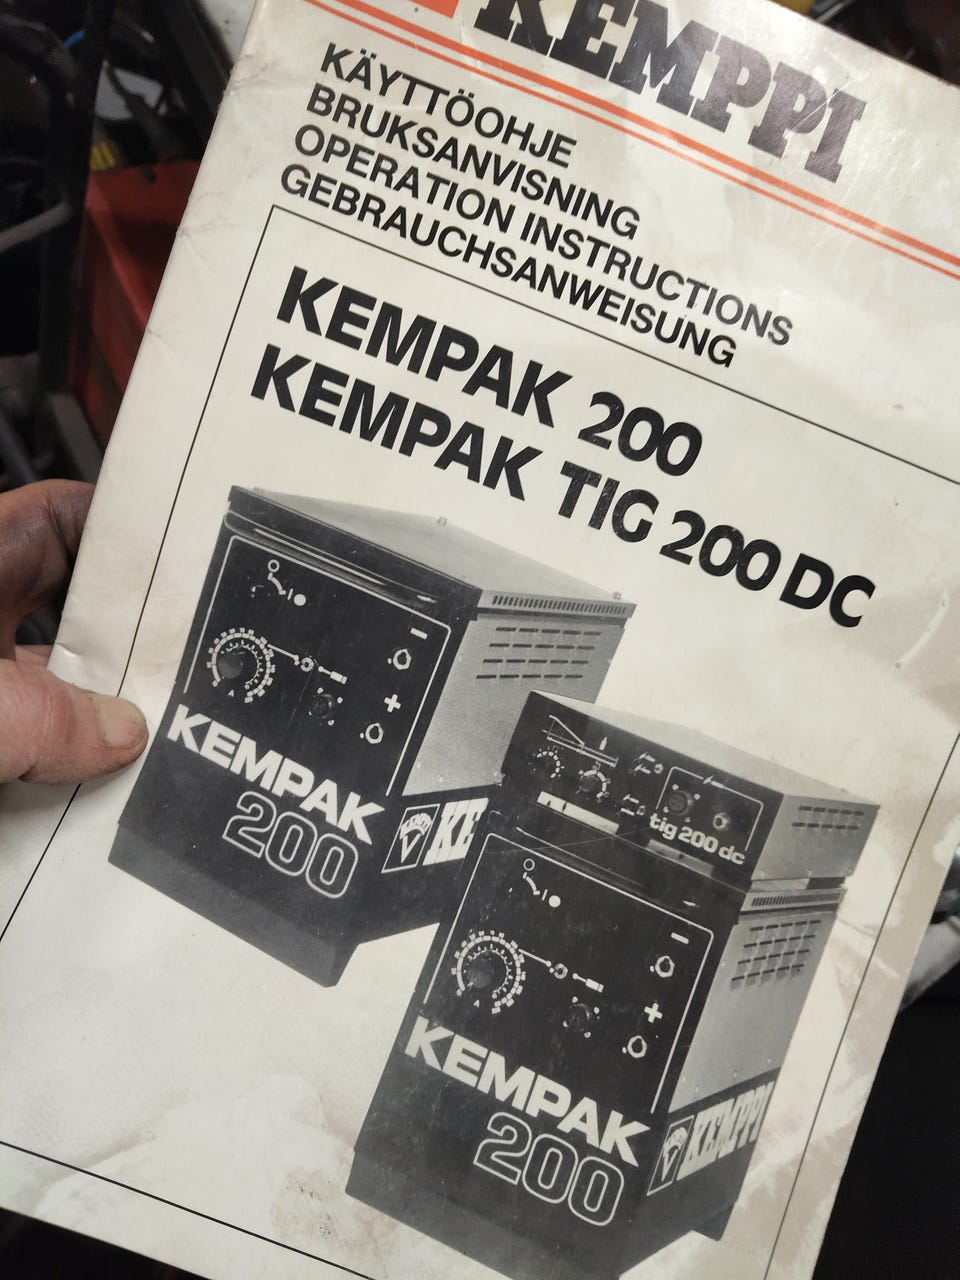 KEMPPI
KÄYTTÖOHJE
BRUKSANVISNING
OPERATION INSTRUCTIONS
GEBRAUCHSANWEISUNG
KEMPAK 200
KEMPAK TIG 200 DC
KEMPAK
200
KE
tig 200 dc
KEMPAK
200
KEMPPI